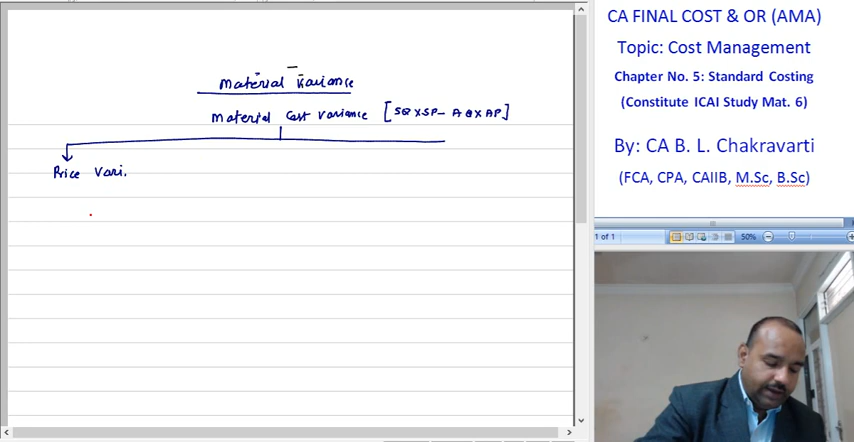 CA FINAL COST & OR (AMA)
Topic: Cost Management
Chapter No. 5: Standard Costing
(Constitute ICAI Study Mat. 6)
By: CA B. L. Chakravarti
(FCA, CPA, CAIIB, M.Sc, B.Sc)
Material Variance
Material Cost Variance [SQ X SP - AQ X AP]
Price Vari.
1 of 1
50%